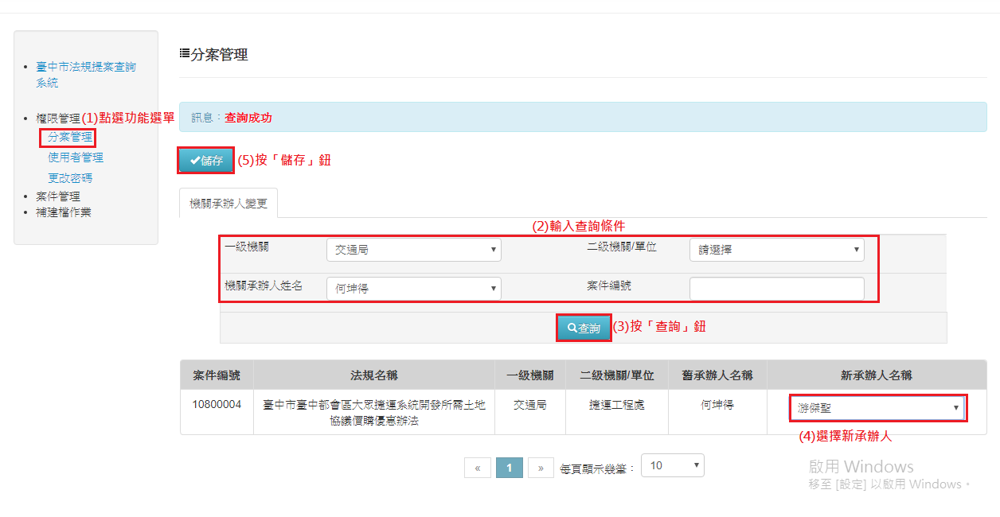 臺中市法規提案查詢
系統
權限管理(1)點選功能選單
分案管理
使用者管理
更改密碼
案件管理
補建檔作業
分案管理
訊息：查詢成功
儲存 (5)按「儲存」鈕
機關承辦人變更
(2)輸入查詢條件
一級機關 交通局 二級機關/單位 請選擇
機關承辦人姓名 何坤得 案件編號
查詢 (3)按「查詢」鈕
案件編號 法規名稱 一級機關 二級機關/單位 舊承辦人名稱 新承辦人名稱
10800004 臺中市臺中都會區大眾捷運系統開發所需土地 交通局 捷運工程處 何坤得 游傑聖
協議價購優惠辦法
(4)選擇新承辦人
« 1 » 每頁顯示幾筆： 10
啟用 Windows
移至 [設定] 以啟用 Windows。